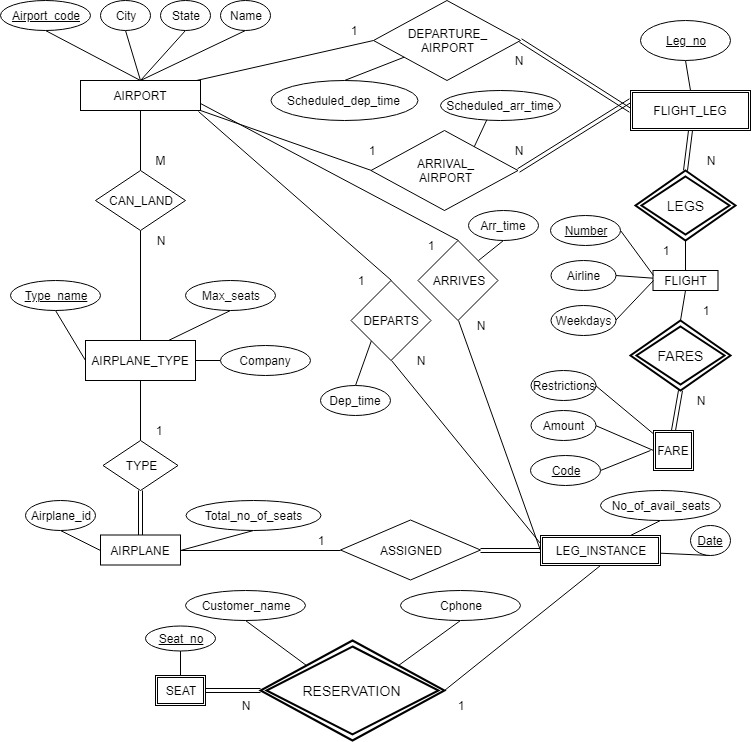 Airport_code
City
State
Name
1
DEPARTURE_
AIRPORT
N
Leg_no
AIRPORT
Scheduled_dep_time
Scheduled_arr_time
FLIGHT_LEG
1
ARRIVAL_
AIRPORT
N
M
N
CAN_LAND
LEGS
N
Arr_time
Number
1
1
1
ARRIVES
Airline
FLIGHT
Type_name
Max_seats
DEPARTS
N
Weekdays
1
AIRPLANE_TYPE
Company
N
FARES
Dep_time
Restrictions
N
1
Amount
FARE
TYPE
Code
Airplane_id
Total_no_of_seats
No_of_avail_seats
1
AIRPLANE
ASSIGNED
LEG_INSTANCE
Date
Customer_name
Cphone
Seat_no
SEAT
RESERVATION
N
1